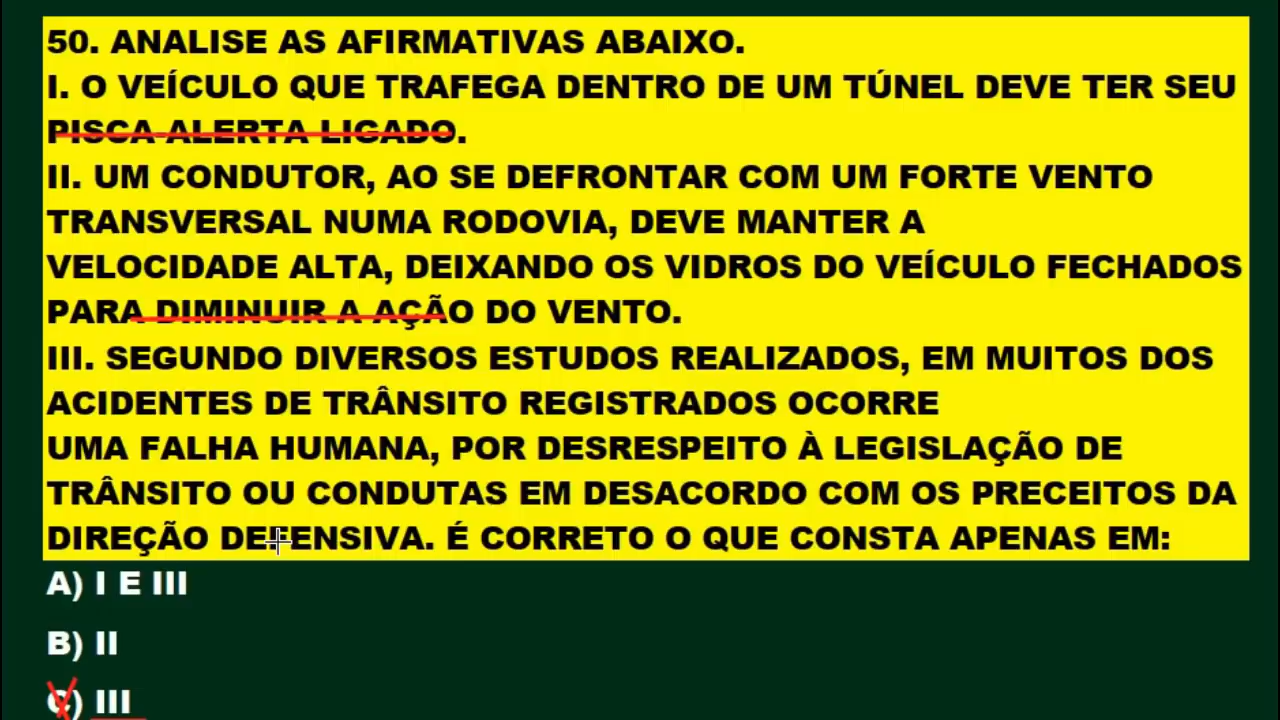 50. ANALISE AS AFIRMATIVAS ABAIXO.
I. O VEÍCULO QUE TRAFEGA DENTRO DE UM TÚNEL DEVE TER SEU
PISCA-ALERTA LIGADO.
II. UM CONDUTOR, AO SE DEFRONTAR COM UM FORTE VENTO
TRANSVERSAL NUMA RODOVIA, DEVE MANTER A
VELOCIDADE ALTA, DEIXANDO OS VIDROS DO VEÍCULO FECHADOS
PARA DIMINUIR A AÇÃO DO VENTO.
III. SEGUNDO DIVERSOS ESTUDOS REALIZADOS, EM MUITOS DOS
ACIDENTES DE TRÂNSITO REGISTRADOS OCORRE
UMA FALHA HUMANA, POR DESRESPEITO À LEGISLAÇÃO DE
TRÂNSITO OU CONDUTAS EM DESACORDO COM OS PRECEITOS DA
DIREÇÃO DEFENSIVA. É CORRETO O QUE CONSTA APENAS EM:
A) I E III
B) II
C) III